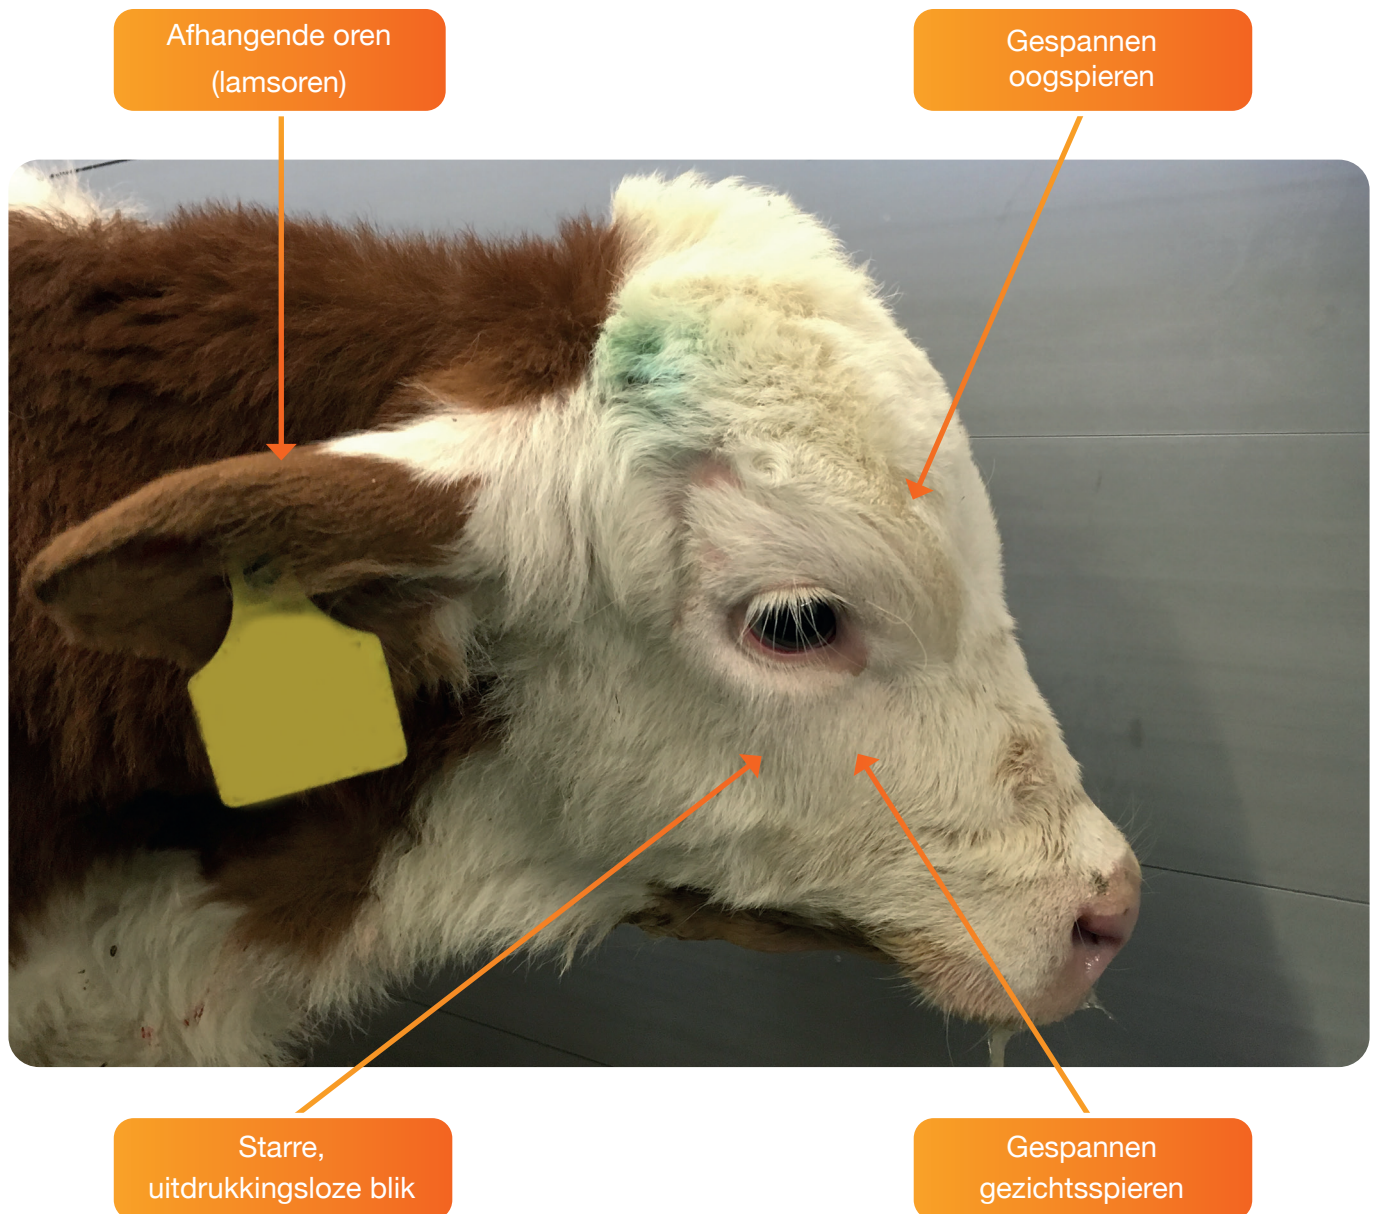 Afhangende oren
(lamsoren)
Gespannen
oogspieren
Starre,
uitdrukkingsloze blik
Gespannen
gezichtsspieren